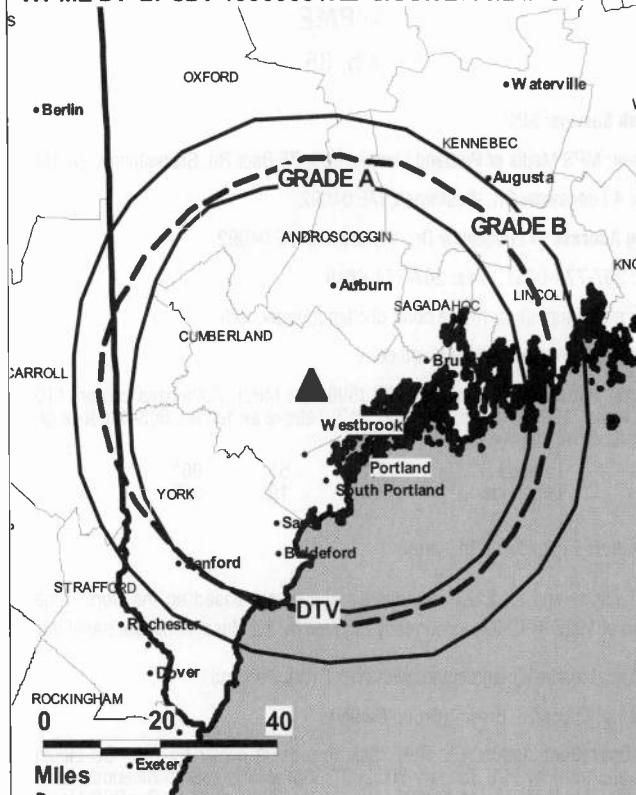 OXFORD
Waterville
Berlin
KENNEBEC
GRADE A
Augusta
GRADE B
ANDROSCOGGIN
KNO
Auburn
LINCOLN
SAGADAHOC
CUMBERLAND
CARROLL
Westbrook
Portland
YORK
South Portland
Biddeford
Sanford
STRAFFORD
DTV
Rochester
Dover
ROCKINGHAM
0 20 40
Exeter
Miles